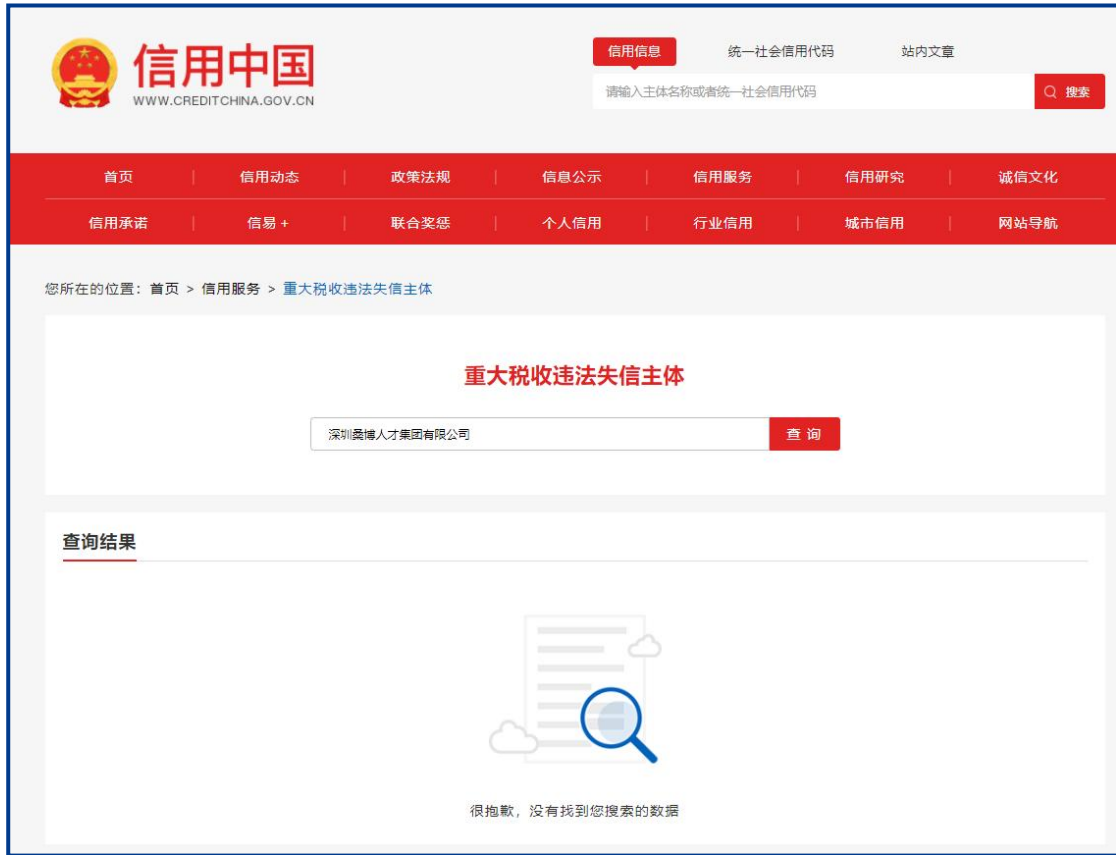 信用中国
WWW.CREDITCHINA.GOV.CN
信用信息 统一社会信用代码 站内文章
请输入主体名称或者统一社会信用代码
搜索
首页 信用动态 政策法规 信息公示 信用服务 信用研究 诚信文化
信用承诺 信易+ 联合奖惩 个人信用 行业信用 城市信用 网站导航
您所在的位置：首页 > 信用服务 > 重大税收违法失信主体
重大税收违法失信主体
深圳桑博人才集团有限公司
查询
查询结果
很抱歉，没有找到您搜索的数据